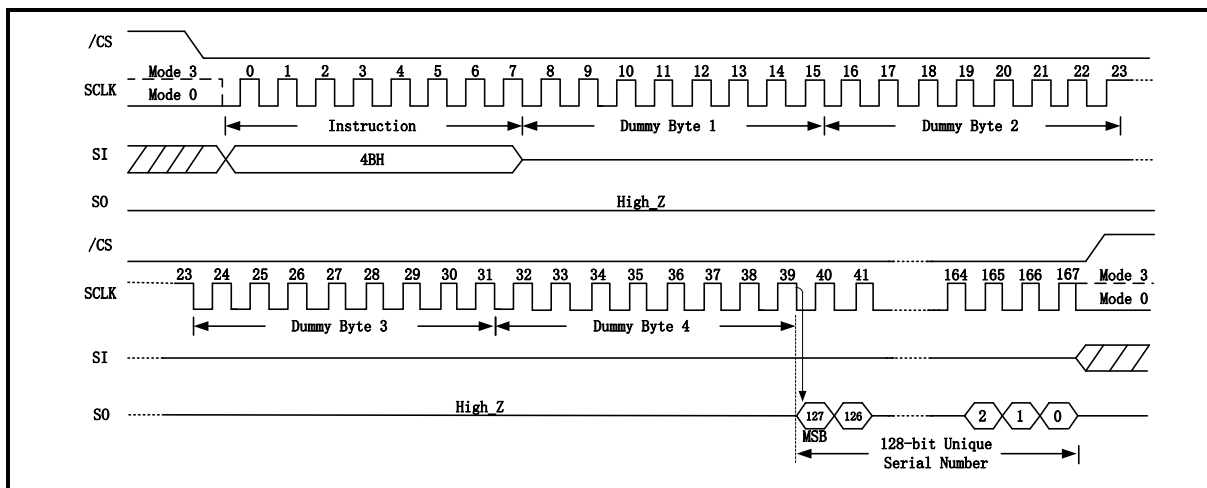 /CS
Mode 3 0 1 2 3 4 5 6 7 8 9 10 11 12 13 14 15 16 17 18 19 20 21 22 23
SCLK
Mode 0
Instruction Dummy Byte 1 Dummy Byte 2
SI
4BH
SO
High_Z
/CS
23 24 25 26 27 28 29 30 31 32 33 34 35 36 37 38 39 40 41 164 165 166 167 Mode 3
SCLK
Mode 0
Dummy Byte 3 Dummy Byte 4
SI
High_Z
SO
127 126 2 1 0
MSB
128-bit Unique
Serial Number